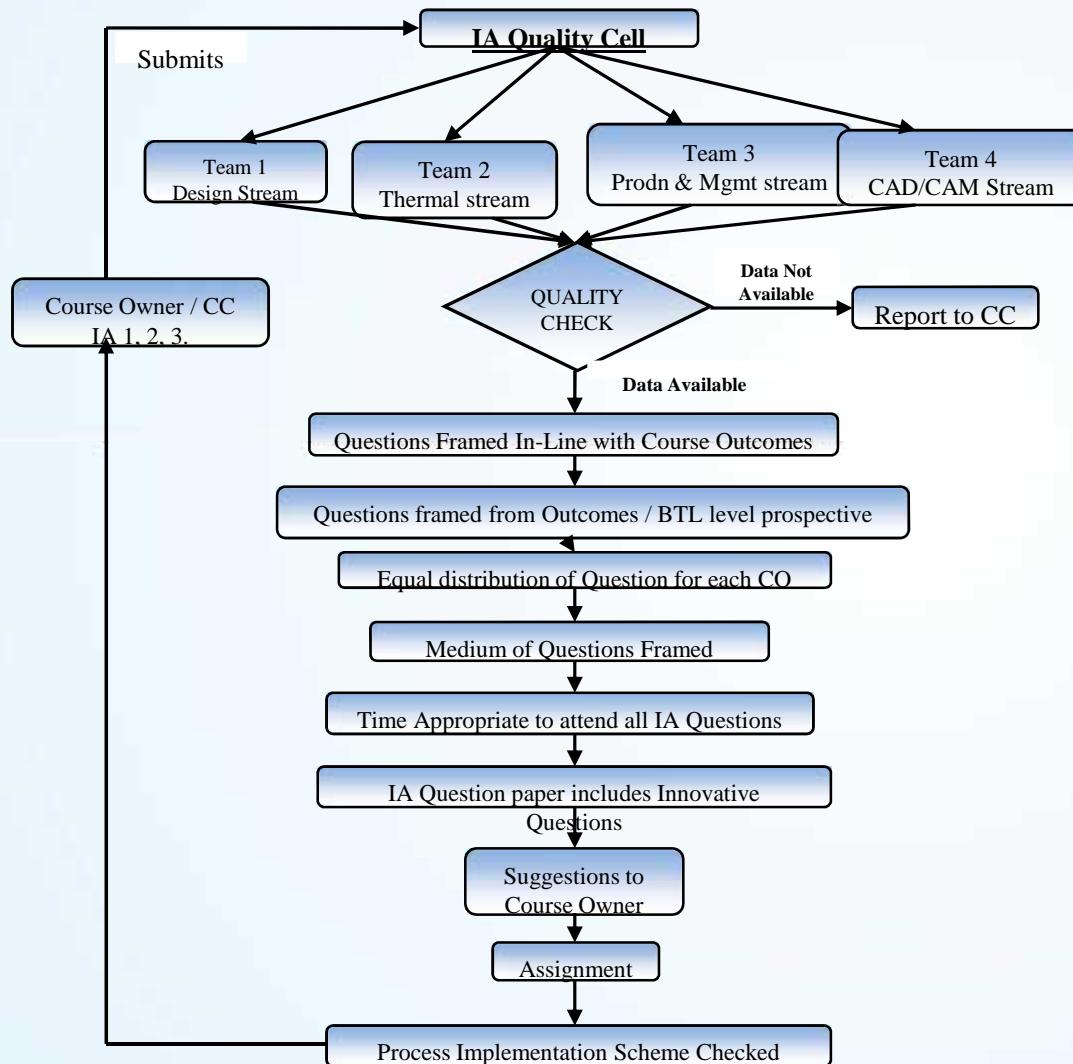 IA Quality Cell
Submits
Team 1
Design Stream
Team 2
Thermal stream
Team 3
Prodn & Mgmt stream
Team 4
CAD/CAM Stream
Course Owner / CC
IA 1, 2, 3.
QUALITY
CHECK
Data Not
Available
Report to CC
Data Available
Questions Framed In-Line with Course Outcomes
Questions framed from Outcomes / BTL level prospective
Equal distribution of Question for each CO
Medium of Questions Framed
Time Appropriate to attend all IA Questions
IA Question paper includes Innovative
Questions
Suggestions to
Course Owner
Assignment
Process Implementation Scheme Checked